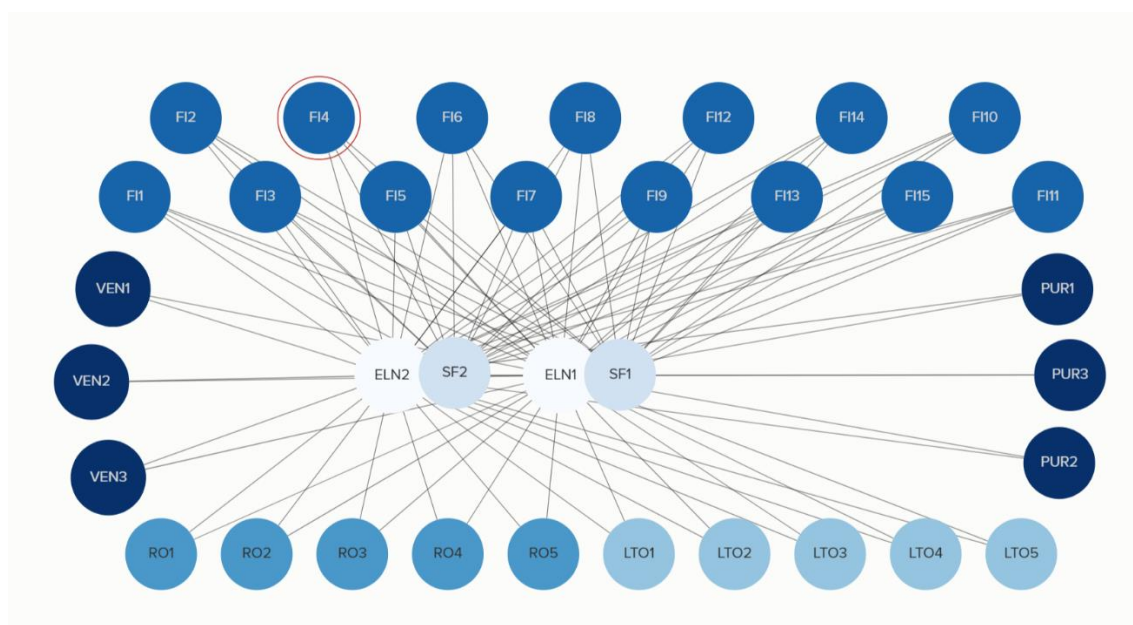 FI2 FI4 FI6 FI8 FI12 FI14 FI10
FI1 FI3 FI5 FI7 FI9 FI13 FI15 FI11
VEN1 PUR1
VEN2 ELN2 SF2 ELN1 SF1 PUR3
VEN3 PUR2
RO1 RO2 RO3 RO4 RO5 LTO1 LTO2 LTO3 LTO4 LTO5